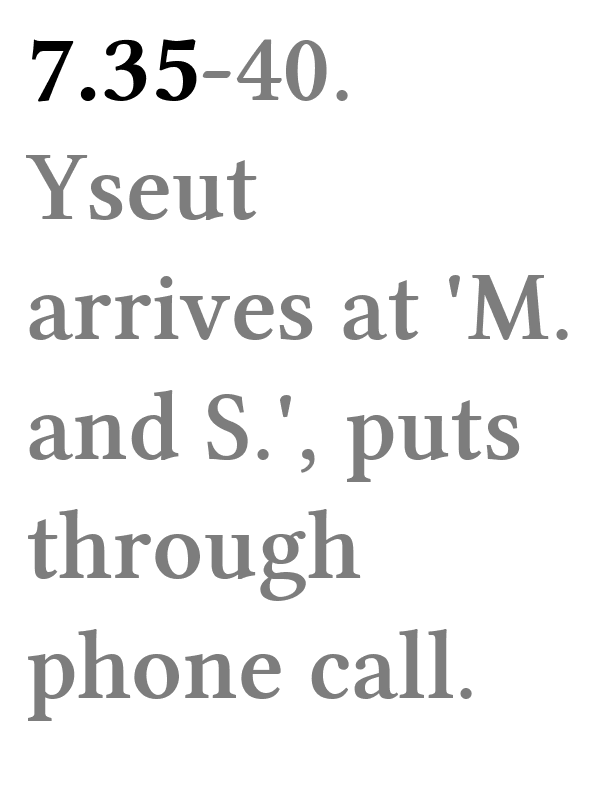 7.35-40.
Yseut
arrives at 'M.
and S.', puts
through
phone call.